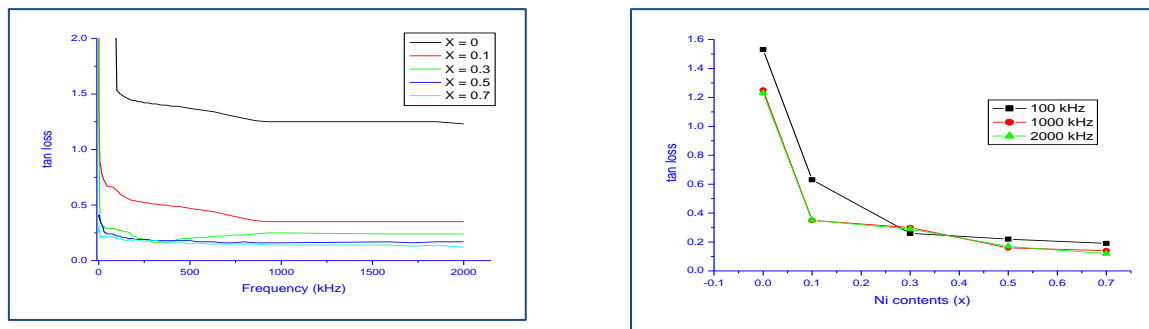 2.0
1.5
1.0
0.5
0.0
tan loss
0
500
1000
1500
2000
Frequency (kHz)
X = 0
X = 0.1
X = 0.3
X = 0.5
X = 0.7
1.6
1.4
1.2
1.0
0.8
0.6
0.4
0.2
0.0
tan loss
-0.1
0.0
0.1
0.2
0.3
0.4
0.5
0.6
0.7
Ni contents (x)
100 kHz
1000 kHz
2000 kHz